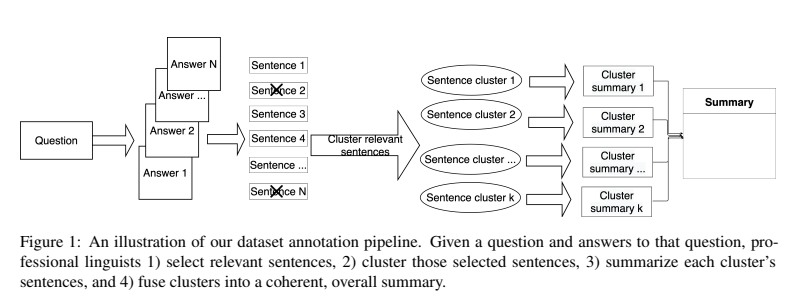 Question
Answer N
Answer ...
Answer 2
Answer 1
Sentence 1
Sentence 2
Sentence 3
Sentence 4
Sentence ...
Sentence N
Cluster relevant
sentences
Sentence cluster 1
Sentence cluster 2
Sentence cluster ...
Sentence cluster k
Cluster
summary 1
Cluster
summary 2
Cluster
summary ...
Cluster
summary k
Summary
Figure 1: An illustration of our dataset annotation pipeline. Given a question and answers to that question, pro-
fessional linguists 1) select relevant sentences, 2) cluster those selected sentences, 3) summarize each cluster's
sentences, and 4) fuse clusters into a coherent, overall summary.